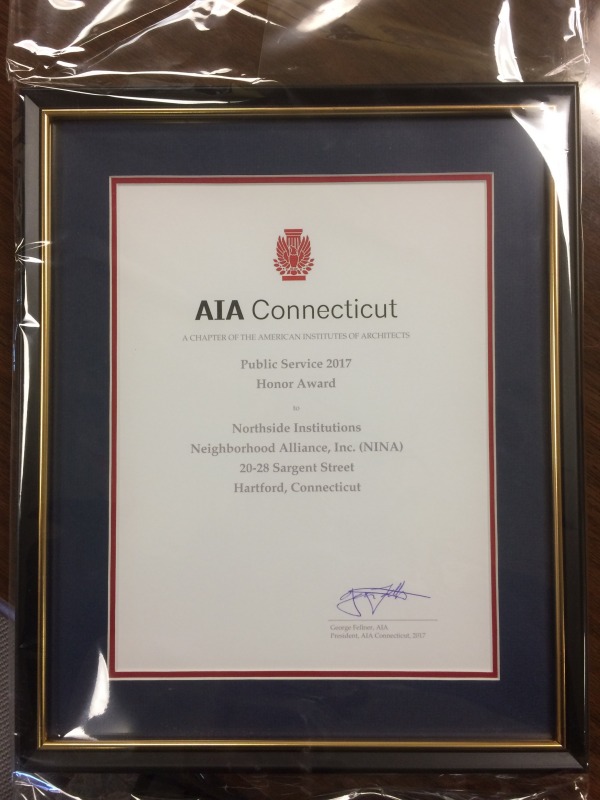 AIA Connecticut
A CHAPTER OF THE AMERICAN INSTITUTES OF ARCHITECTS
Public Service 2017
Honor Award
to
Northside Institutions
Neighborhood Alliance, Inc. (NINA)
20-28 Sargent Street
Hartford, Connecticut
George Fellner, AIA
President, AIA Connecticut, 2017